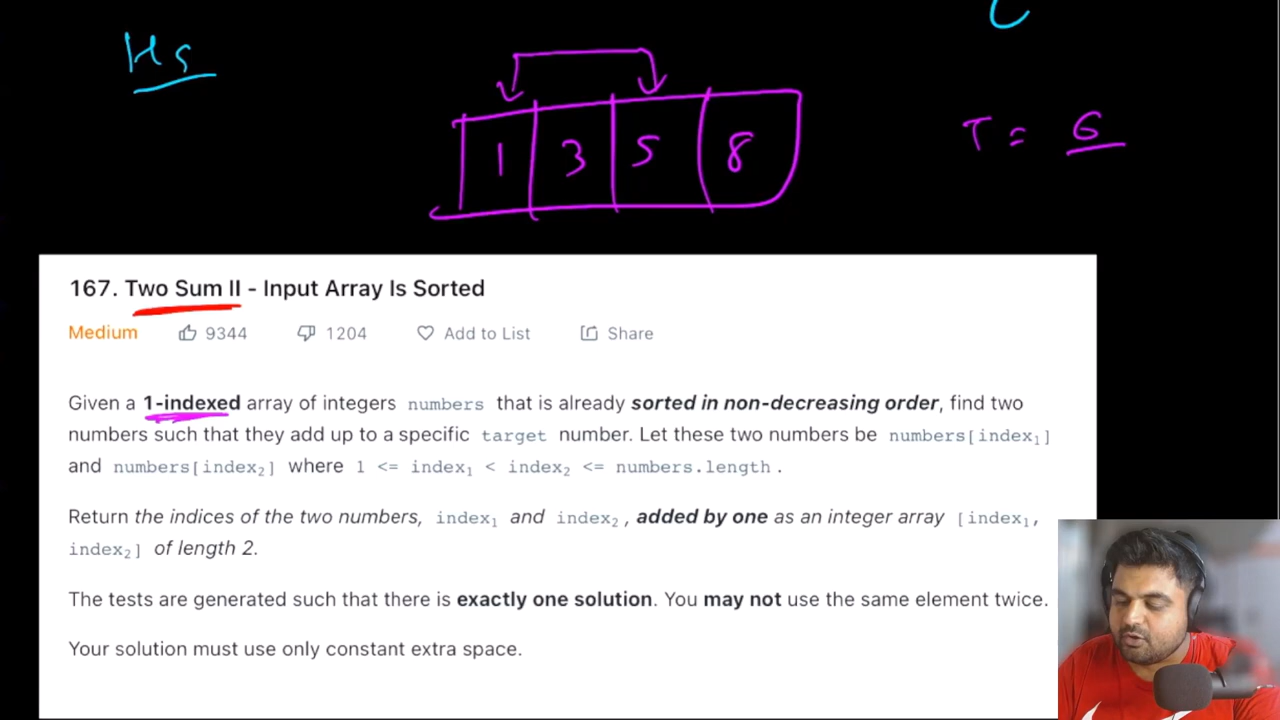 Hs
1 3 5 8
T = 6
167. Two Sum II - Input Array Is Sorted
Medium 9344 1204 Add to List Share
Given a 1-indexed array of integers numbers that is already sorted in non-decreasing order, find two
numbers such that they add up to a specific target number. Let these two numbers be numbers[index₁]
and numbers[index₂] where 1 <= index₁ < index₂ <= numbers.length.
Return the indices of the two numbers, index₁ and index₂, added by one as an integer array [index₁,
index₂] of length 2.
The tests are generated such that there is exactly one solution. You may not use the same element twice.
Your solution must use only constant extra space.